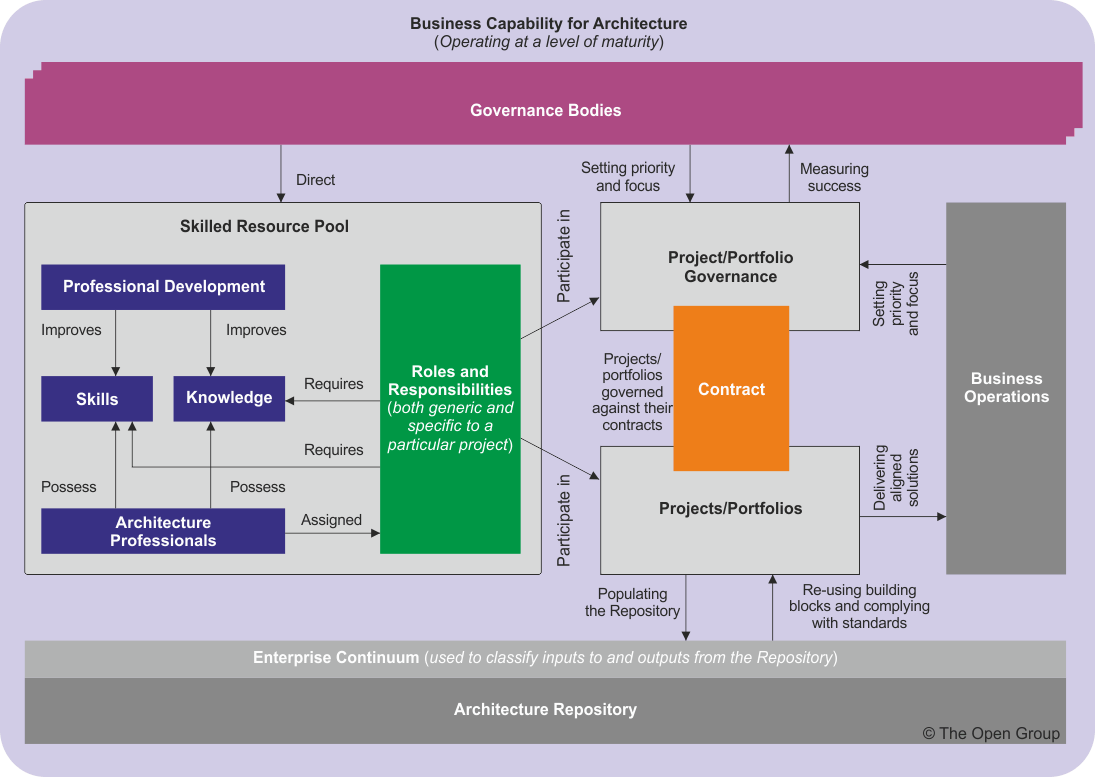 Business Capability for Architecture
(Operating at a level of maturity)
Governance Bodies
Direct
Setting priority
and focus
Measuring
success
Skilled Resource Pool
Professional Development
Improves
Improves
Skills
Knowledge
Possess
Possess
Architecture
Professionals
Requires
Requires
Assigned
Roles and
Responsibilities
(both generic and
specific to a
particular project)
Participate in
Participate in
Project/Portfolio
Governance
Projects/
portfolios
governed
against their
contracts
Contract
Projects/Portfolios
Setting
priority
and focus
Delivering
aligned
solutions
Business
Operations
Populating
the Repository
Re-using building
blocks and complying
with standards
Enterprise Continuum (used to classify inputs to and outputs from the Repository)
Architecture Repository
© The Open Group